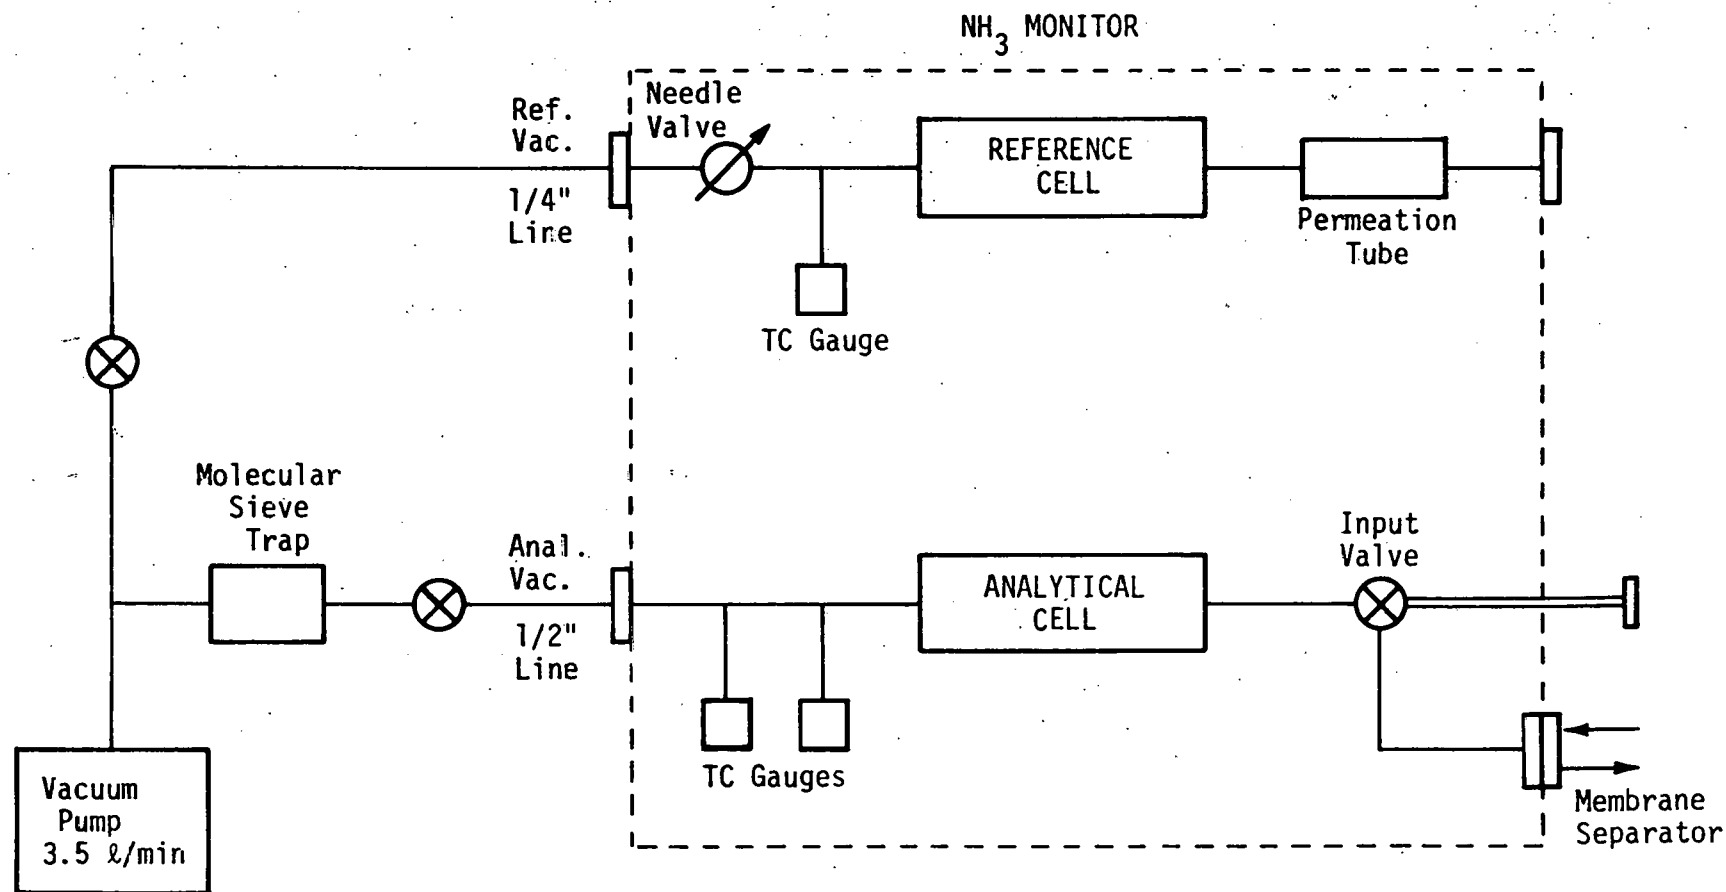 NH3 MONITOR
Needle
Valve
Ref.
Vac.
1/4"
Line
REFERENCE
CELL
Permeation
Tube
TC Gauge
Molecular
Sieve
Trap
Anal.
Vac.
1/2"
Line
ANALYTICAL
CELL
Input
Valve
TC Gauges
Vacuum
Pump
3.5 ℓ/min
Membrane
Separator